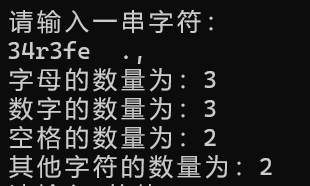 请输入一串字符：
34r3fe  .,
字母的数量为：3
数字的数量为：3
空格的数量为：2
其他字符的数量为：2